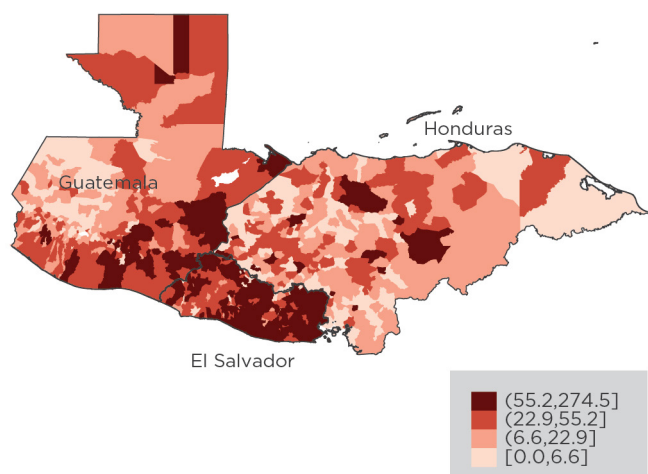 Honduras
Guatemala
El Salvador
(55.2,274.5]
(22.9,55.2]
(6.6,22.9]
[0.0,6.6]